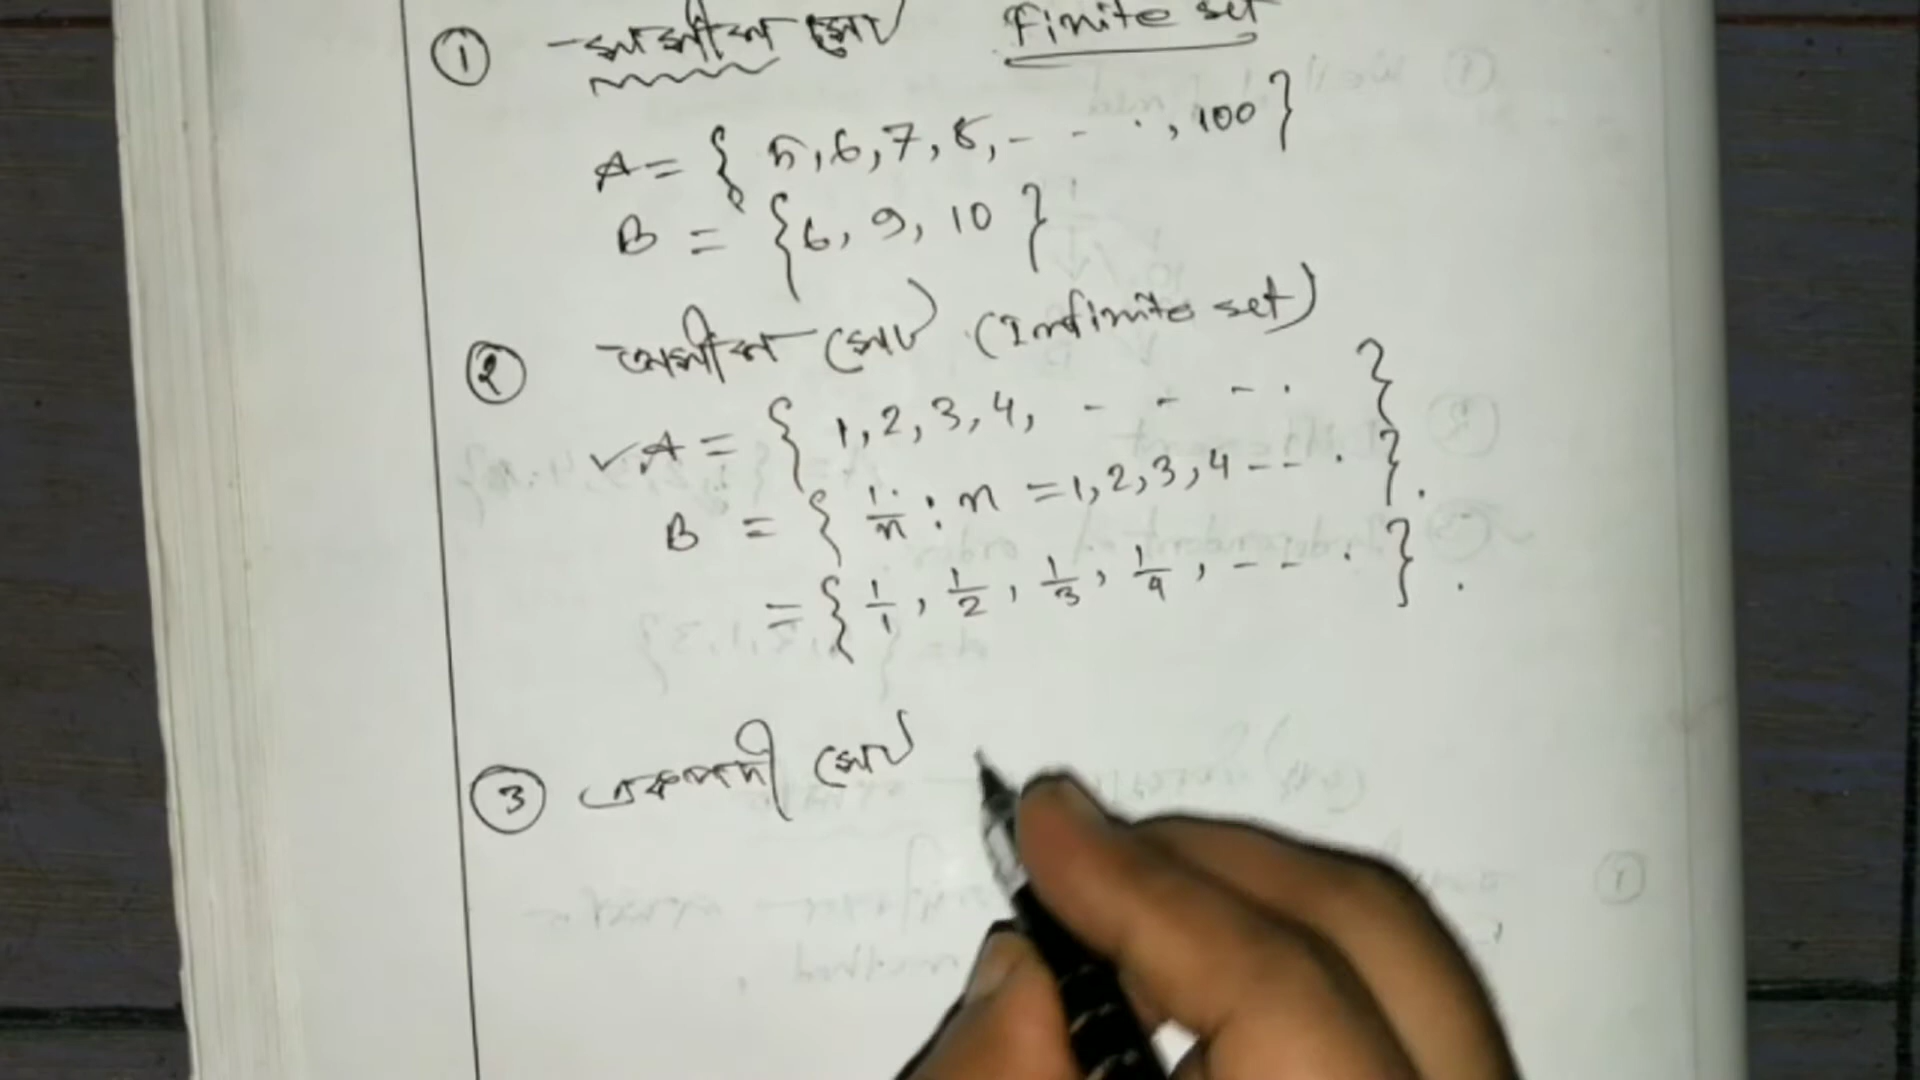 ① সসীম সেট Finite set
A = { 5, 6, 7, 8, - - ·, 100 }
B = { 6, 9, 10 }
② অসীম সেট (Infinite set)
✓A = { 1, 2, 3, 4, - - - · }
B = { 1/n : n = 1, 2, 3, 4 - - · }.
= { 1/1, 1/2, 1/3, 1/4, - - · } .
③ একপদী সেট